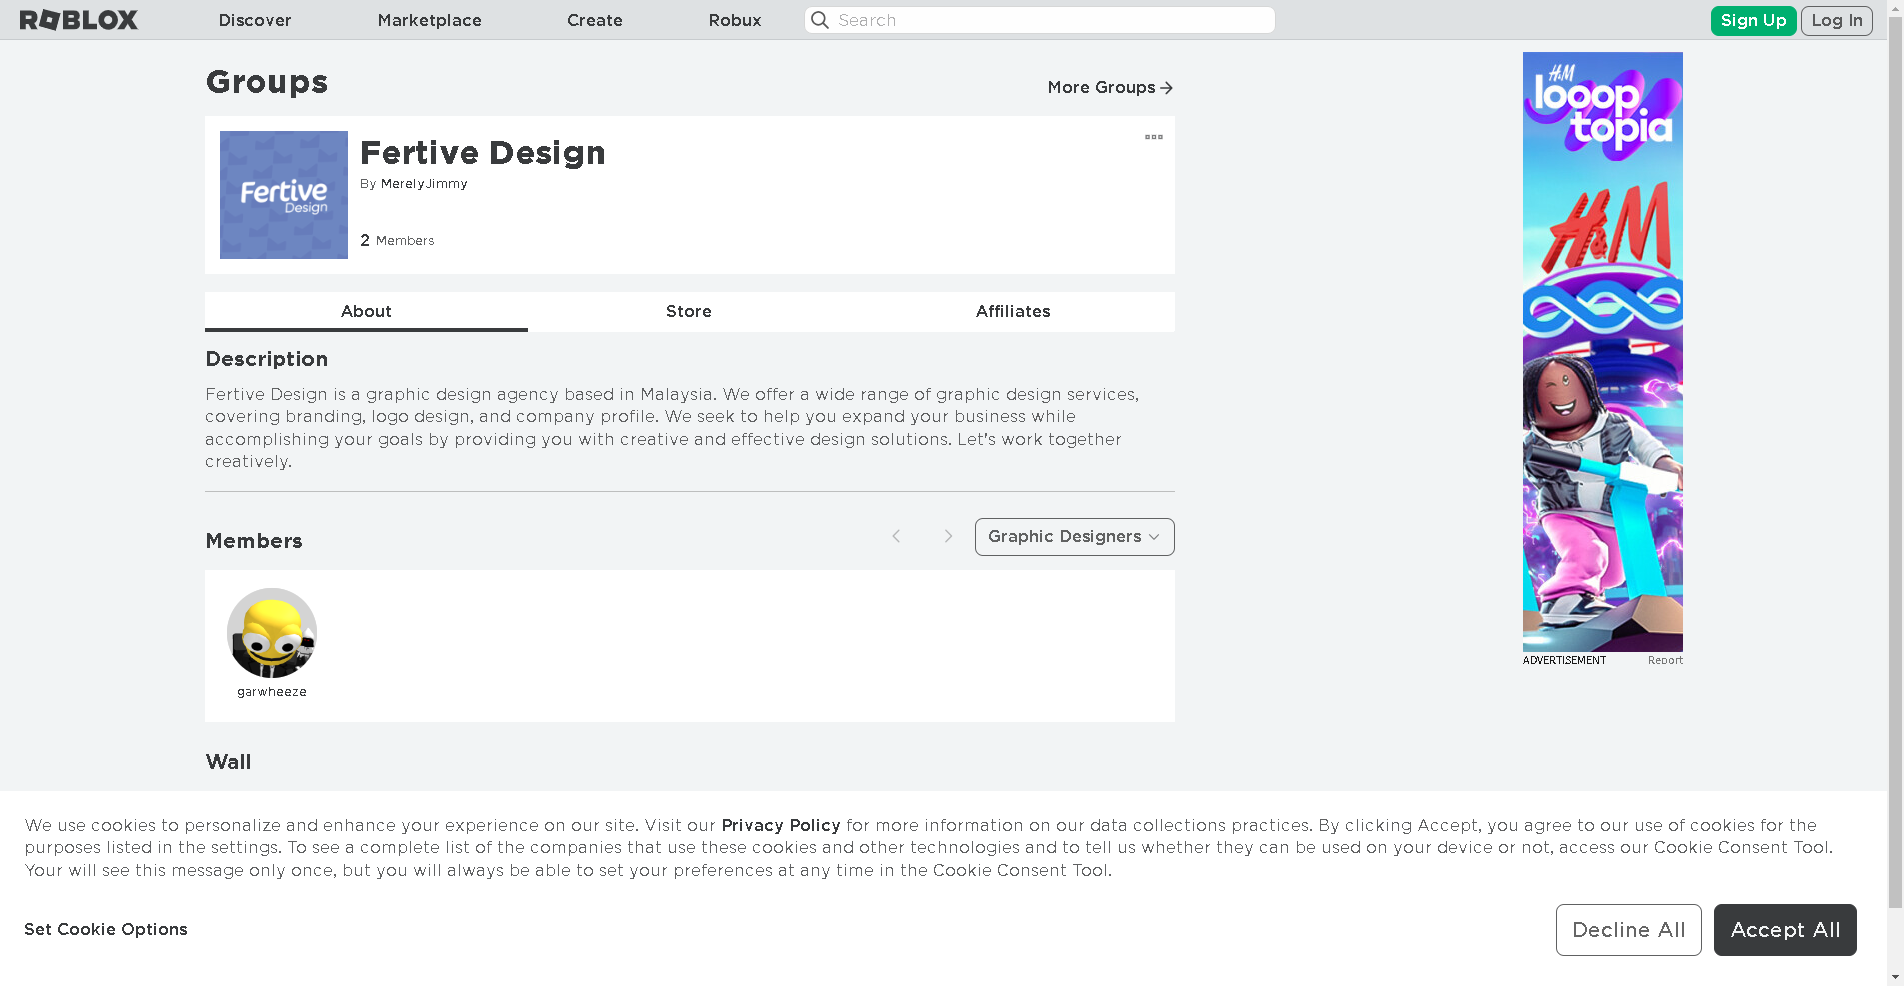 ROBLOX
Discover
Marketplace
Create
Robux
Search
Sign Up
Log In
Groups
More Groups
Fertive Design
Fertive
Design
By MerelyJimmy
2 Members
About
Store
Affiliates
Description
Fertive Design is a graphic design agency based in Malaysia. We offer a wide range of graphic design services,
covering branding, logo design, and company profile. We seek to help you expand your business while
accomplishing your goals by providing you with creative and effective design solutions. Let's work together
creatively.
Members
Graphic Designers
garwheeze
Wall
H&M
looop
topia
H&M
ADVERTISEMENT
Report
We use cookies to personalize and enhance your experience on our site. Visit our Privacy Policy for more information on our data collections practices. By clicking Accept, you agree to our use of cookies for the
purposes listed in the settings. To see a complete list of the companies that use these cookies and other technologies and to tell us whether they can be used on your device or not, access our Cookie Consent Tool.
Your will see this message only once, but you will always be able to set your preferences at any time in the Cookie Consent Tool.
Set Cookie Options
Decline All
Accept All